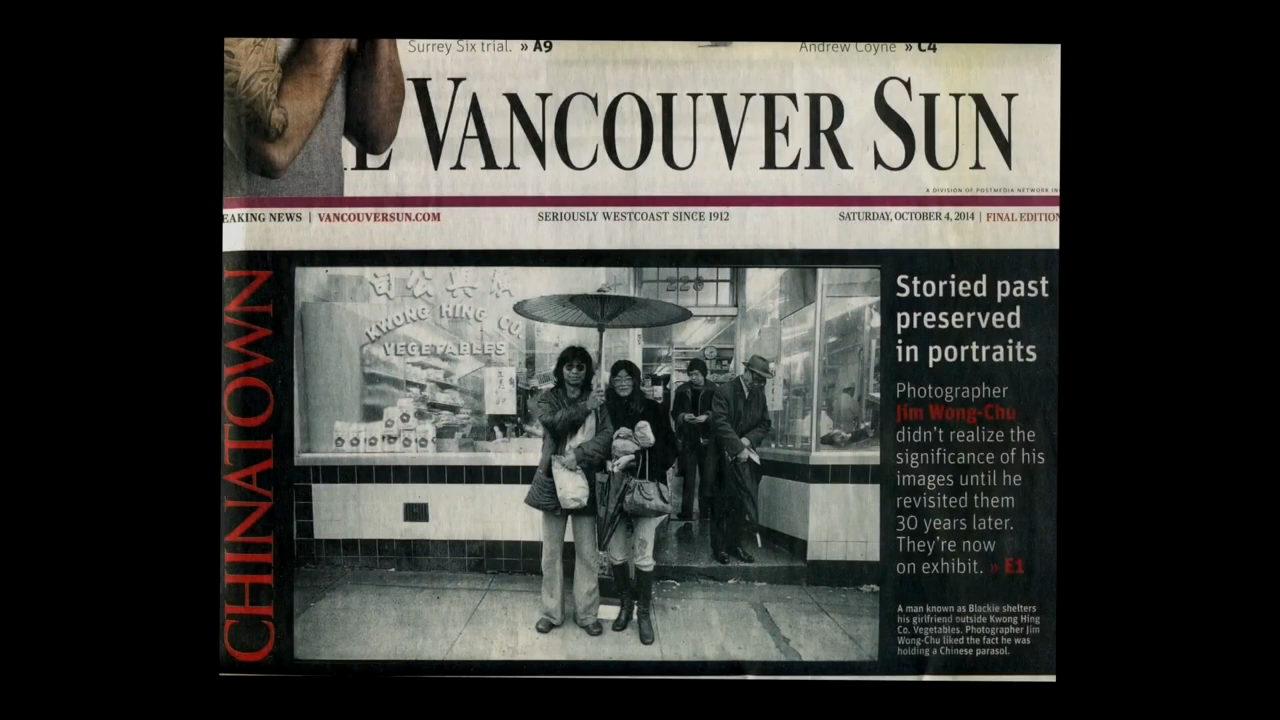 Surrey Six trial. » A9
Andrew Coyne » C4
VANCOUVER SUN
A DIVISION OF POSTMEDIA NETWORK IN
EAKING NEWS | VANCOUVERSUN.COM
SERIOUSLY WESTCOAST SINCE 1912
SATURDAY, OCTOBER 4, 2014 | FINAL EDITION
CHINATOWN
KWONG HING CO.
VEGETABLES
226
Storied past
preserved
in portraits
Photographer
Jim Wong-Chu
didn't realize the
significance of his
images until he
revisited them
30 years later.
They're now
on exhibit. » E1
A man known as Blackie shelters
his girlfriend outside Kwong Hing
Co. Vegetables. Photographer Jim
Wong-Chu liked the fact he was
holding a Chinese parasol.